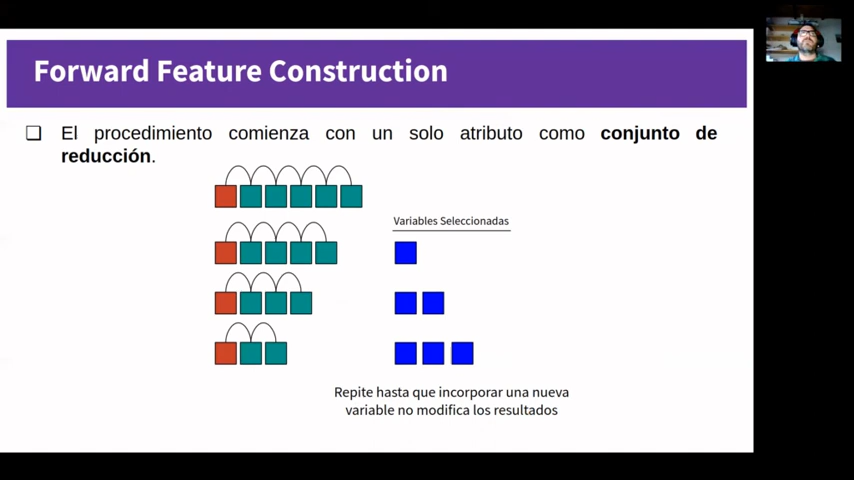 Forward Feature Construction
❑ El procedimiento comienza con un solo atributo como conjunto de
reducción.
Variables Seleccionadas
Repite hasta que incorporar una nueva
variable no modifica los resultados